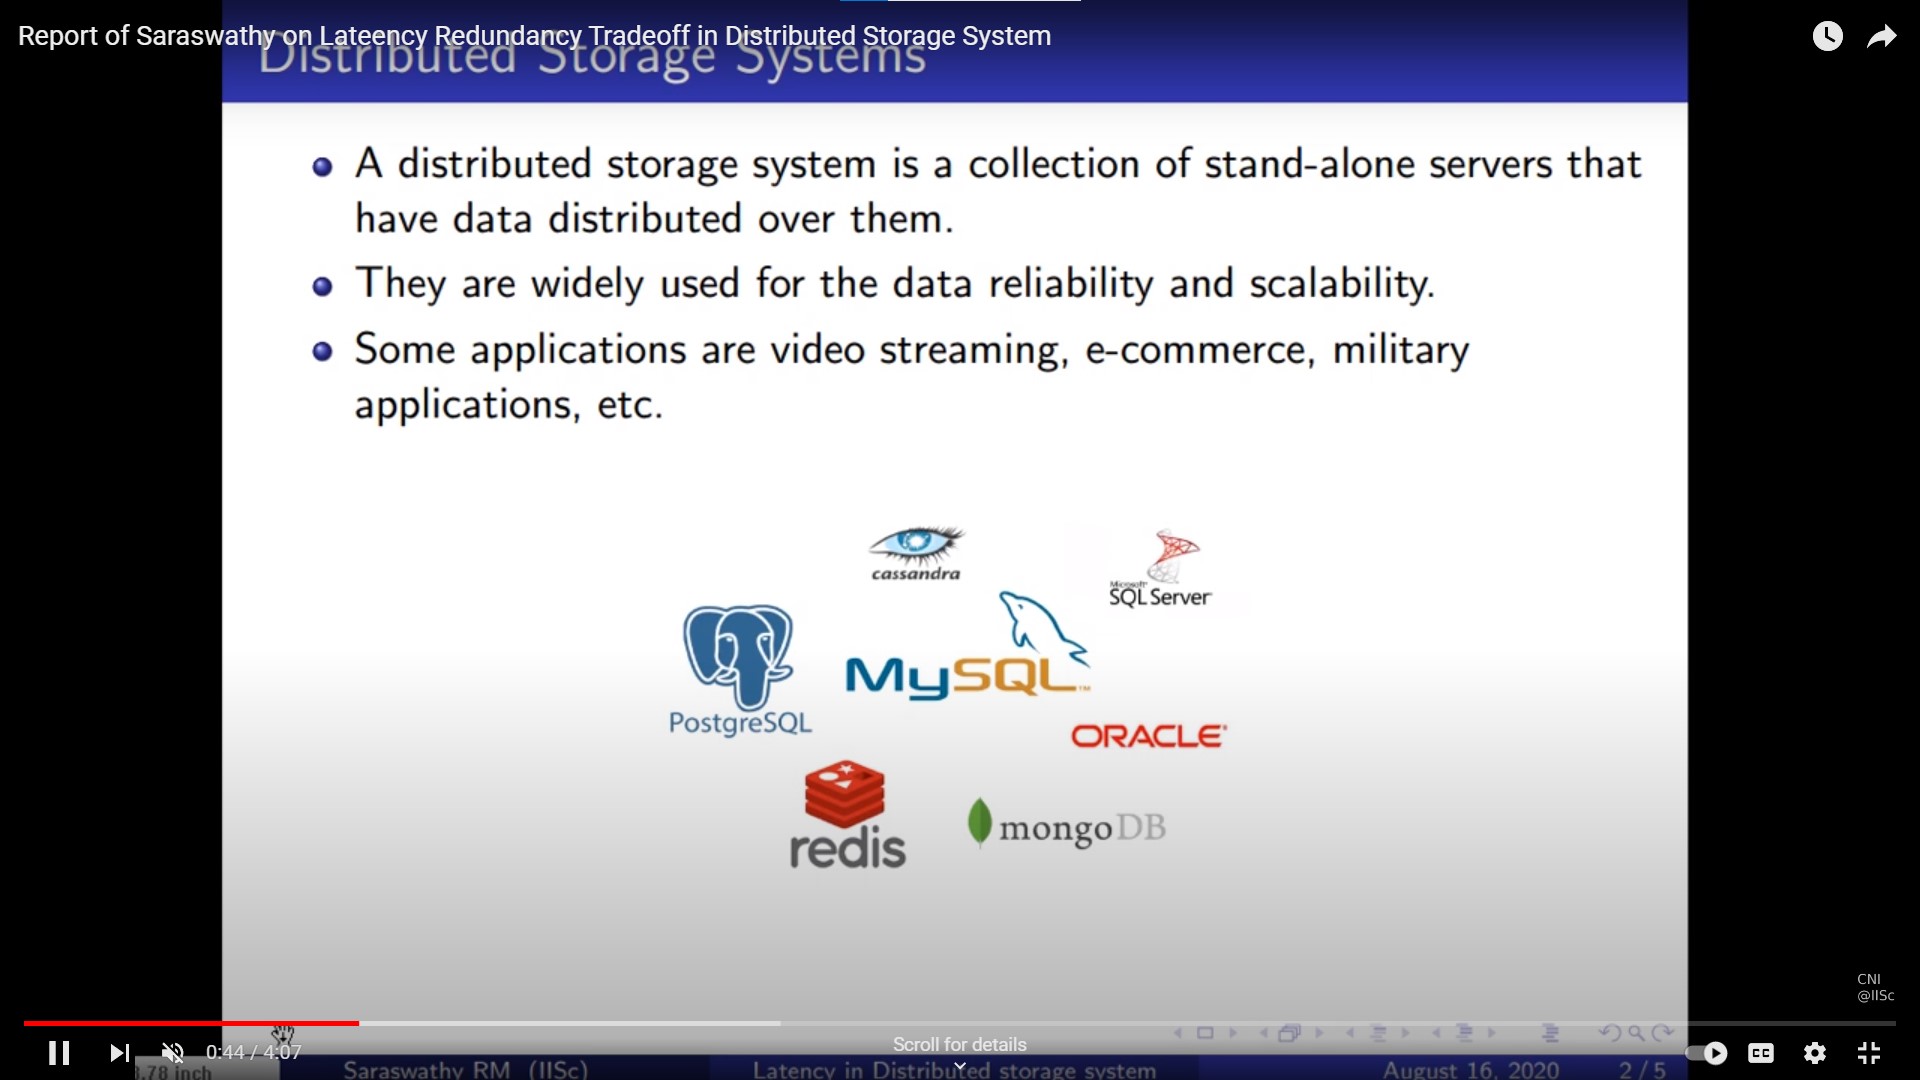 Report of Saraswathy on Lateency Redundancy Tradeoff in Distributed Storage System
Distributed Storage Systems
A distributed storage system is a collection of stand-alone servers that
have data distributed over them.
They are widely used for the data reliability and scalability.
Some applications are video streaming, e-commerce, military
applications, etc.
cassandra
Microsoft
SQL Server
PostgreSQL
MySQL™
ORACLE®
redis
mongoDB
CNI
@IISc
0:44 / 4:07
Scroll for details
CC
3.78 inch
Saraswathy RM (IISc)
Latency in Distributed storage system
August 16, 2020
2 / 5